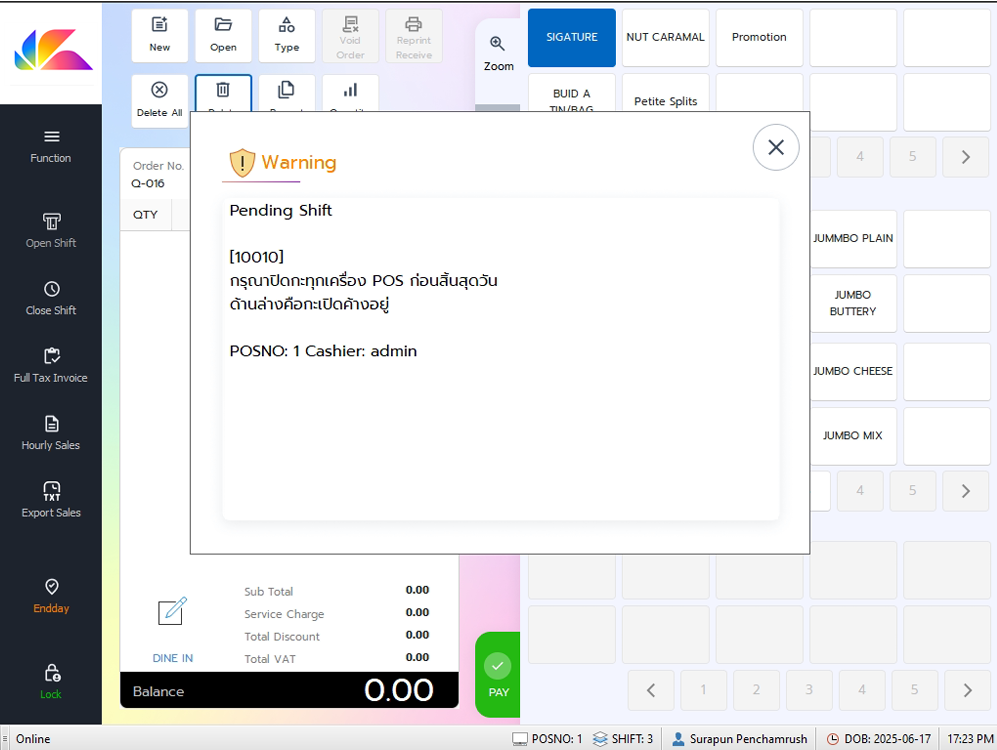 New
Open
Type
Void
Order
Reprint
Receive
Zoom
SIGATURE
NUT CARAMAL
Promotion
Delete All
BUID A
TIN/BAG
Petite Splits
Function
Open Shift
Close Shift
Full Tax Invoice
Hourly Sales
TXT
Export Sales
Endday
Lock
Order No.
Q-016
QTY
Warning
Pending Shift
[10010]
กรุณาปิดกะทุกเครื่อง POS ก่อนสิ้นสุดวัน
ด้านล่างคือกะเปิดค้างอยู่
POSNO: 1 Cashier: admin
4
5
JUMMBO PLAIN
JUMBO
BUTTERY
JUMBO CHEESE
JUMBO MIX
4
5
Sub Total 0.00
Service Charge 0.00
Total Discount 0.00
Total VAT 0.00
DINE IN
Balance 0.00
PAY
1
2
3
4
5
Online
POSNO: 1
SHIFT: 3
Surapun Penchamrush
DOB: 2025-06-17
17:23 PM